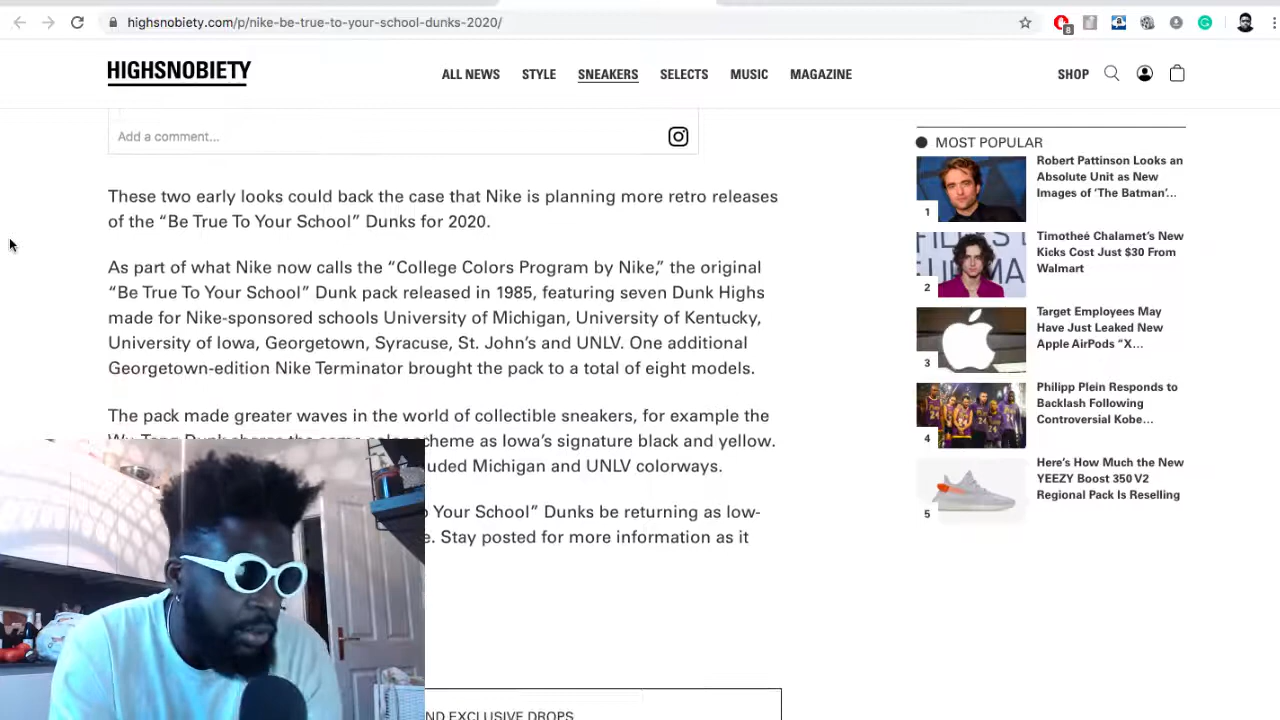 highsnobiety.com/p/nike-be-true-to-your-school-dunks-2020/
8
HIGHSNOBIETY
ALL NEWS STYLE SNEAKERS SELECTS MUSIC MAGAZINE
SHOP
Add a comment...
These two early looks could back the case that Nike is planning more retro releases
of the “Be True To Your School” Dunks for 2020.
As part of what Nike now calls the “College Colors Program by Nike,” the original
“Be True To Your School” Dunk pack released in 1985, featuring seven Dunk Highs
made for Nike-sponsored schools University of Michigan, University of Kentucky,
University of Iowa, Georgetown, Syracuse, St. John’s and UNLV. One additional
Georgetown-edition Nike Terminator brought the pack to a total of eight models.
The pack made greater waves in the world of collectible sneakers, for example the
scheme as Iowa’s signature black and yellow.
uded Michigan and UNLV colorways.
Your School” Dunks be returning as low-
e. Stay posted for more information as it
ND EXCLUSIVE DROPS
MOST POPULAR
1
Robert Pattinson Looks an
Absolute Unit as New
Images of ‘The Batman’...
2
Timotheé Chalamet’s New
Kicks Cost Just $30 From
Walmart
3
Target Employees May
Have Just Leaked New
Apple AirPods “X...
4
Philipp Plein Responds to
Backlash Following
Controversial Kobe...
5
Here’s How Much the New
YEEZY Boost 350 V2
Regional Pack Is Reselling